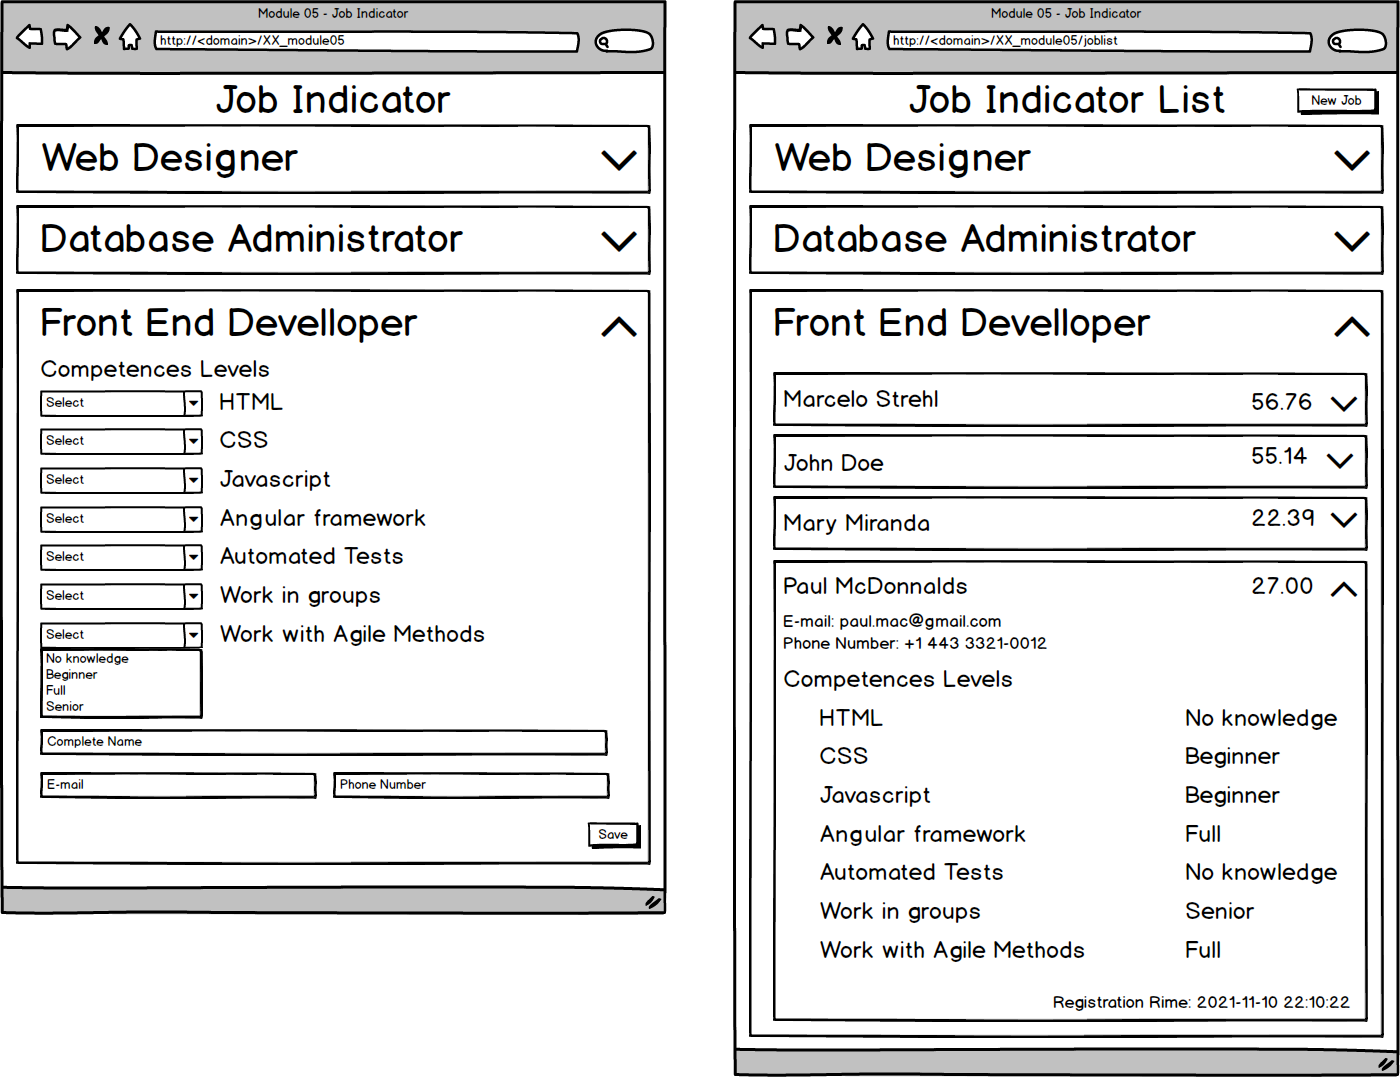 Module 05 - Job Indicator
http://<domain>/XX_module05
Job Indicator
Web Designer
Database Administrator
Front End Develloper
Competences Levels
Select HTML
Select CSS
Select Javascript
Select Angular framework
Select Automated Tests
Select Work in groups
Select Work with Agile Methods
No knowledge
Beginner
Full
Senior
Complete Name
E-mail Phone Number
Save
Module 05 - Job Indicator
http://<domain>/XX_module05/joblist
Job Indicator List New Job
Web Designer
Database Administrator
Front End Develloper
Marcelo Strehl 56.76
John Doe 55.14
Mary Miranda 22.39
Paul McDonnalds 27.00
E-mail: paul.mac@gmail.com
Phone Number: +1 443 3321-0012
Competences Levels
HTML No knowledge
CSS Beginner
Javascript Beginner
Angular framework Full
Automated Tests No knowledge
Work in groups Senior
Work with Agile Methods Full
Registration Rime: 2021-11-10 22:10:22